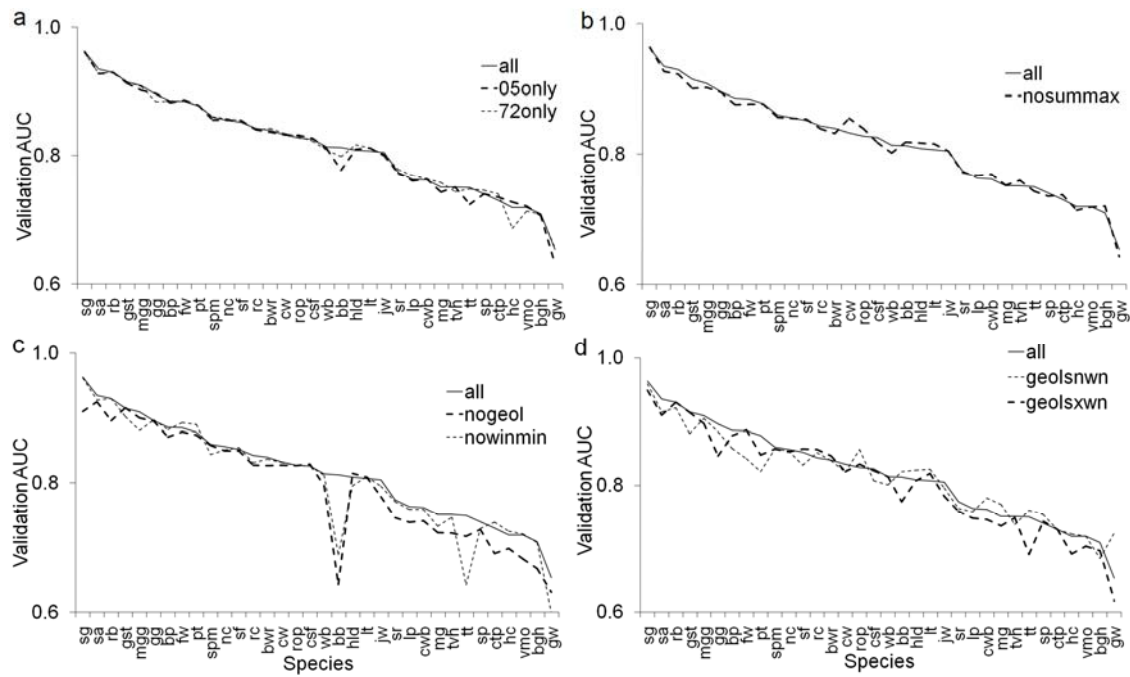 a
1.0
0.8
0.6
Validation AUC
all
05only
72only
sg sa rb gst mgg gg bp fw pt spm nc sf rc bwr cw rop csf wb bb hld lt jw sr lp cwb mg tvh tt sp ctp hc vmo bgh gw
b
1.0
0.8
0.6
Validation AUC
all
nosummax
sg sa rb gst mgg gg bp fw pt spm nc sf rc bwr cw rop csf wb bb hld lt jw sr lp cwb mg tvh tt sp ctp hc vmo bgh gw
c
1.0
0.8
0.6
Validation AUC
all
nogeol
nowinmin
sg sa rb gst mgg gg bp fw pt spm nc sf rc bwr cw rop csf wb bb hld lt jw sr lp cwb mg tvh tt sp ctp hc vmo bgh gw
Species
d
1.0
0.8
0.6
Validation AUC
all
geolsnwn
geolsxwn
sg sa rb gst mgg gg bp fw pt spm nc sf rc bwr cw rop csf wb bb hld lt jw sr lp cwb mg tvh tt sp ctp hc vmo bgh gw
Species